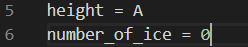 5 height = A
6 number_of_ice = 0